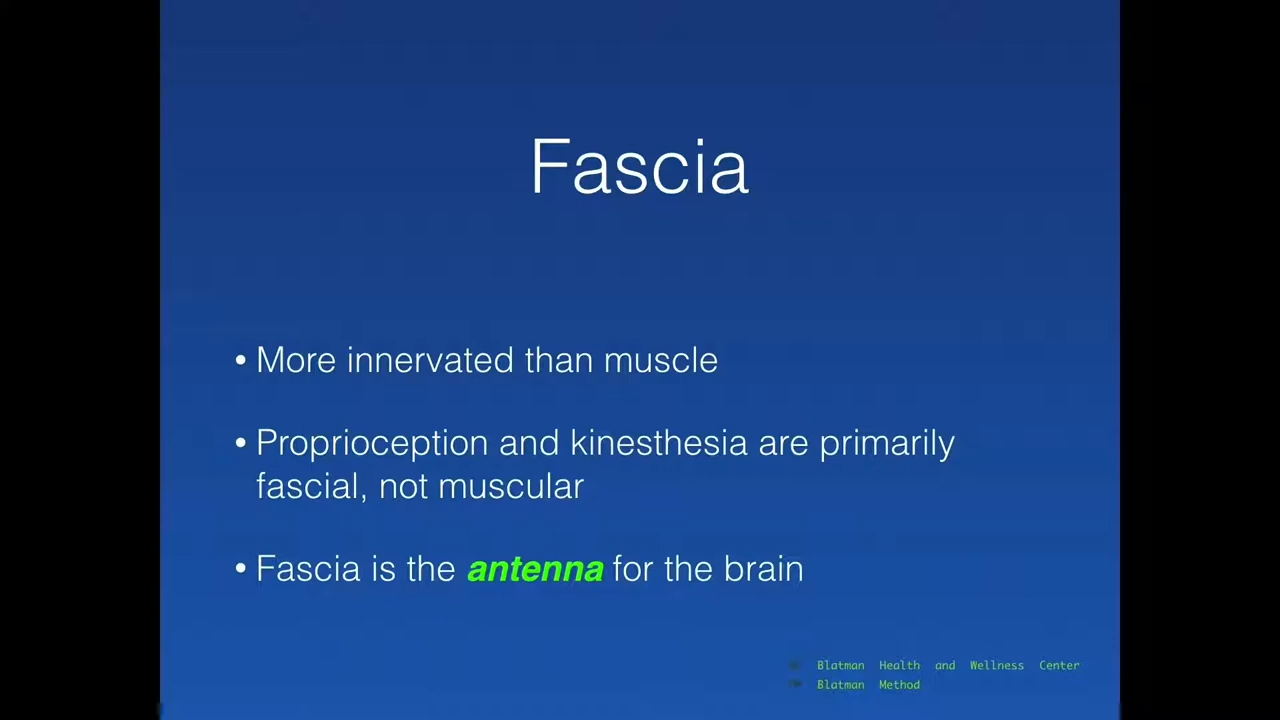 Fascia
• More innervated than muscle
• Proprioception and kinesthesia are primarily
fascial, not muscular
• Fascia is the antenna for the brain
Blatman Health and Wellness Center
Blatman Method